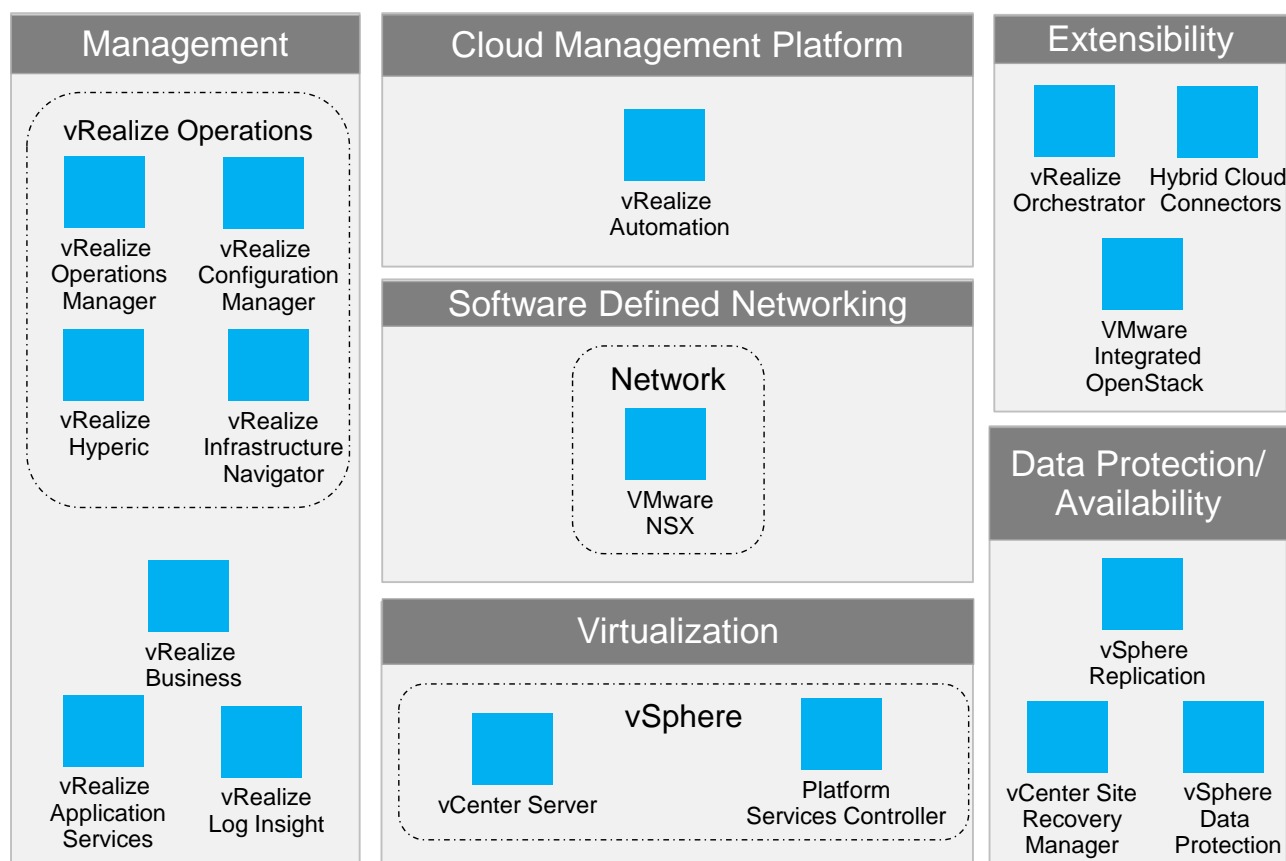 Management
vRealize Operations
vRealize
Operations
Manager
vRealize
Configuration
Manager
vRealize
Hyperic
vRealize
Infrastructure
Navigator
vRealize
Business
vRealize
Application
Services
vRealize
Log Insight
Cloud Management Platform
vRealize
Automation
Software Defined Networking
Network
VMware
NSX
Virtualization
vSphere
vCenter Server
Platform
Services Controller
Extensibility
vRealize
Orchestrator
Hybrid Cloud
Connectors
VMware
Integrated
OpenStack
Data Protection/
Availability
vSphere
Replication
vCenter Site
Recovery
Manager
vSphere
Data
Protection